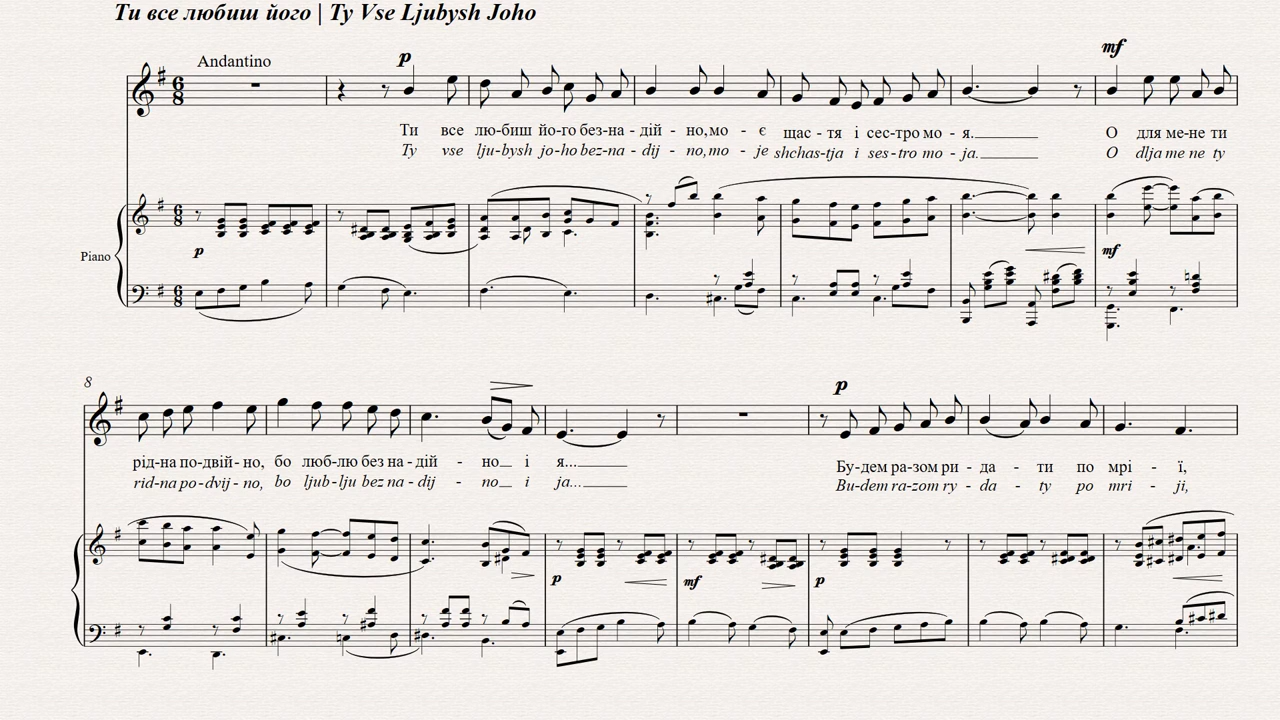 Ти все любиш його | Ty Vse Ljubysh Joho
Andantino
p
mf
Ти все лю-биш йо-го без-на-дій - но, мо - є щас-тя і сес-тро мо - я.
Ty vse lju-bysh jo-ho bez-na-dij - no, mo - je shchas-tja i ses-tro mo - ja.
О для ме-не ти
O dlja me ne ty
Piano
p
mf
8
p
рід-на по-двій-но, бо люб-лю без на-дій - но і я...
rid-na po-dvij-no, bo ljub-lju bez na-dij - no i ja...
Бу-дем ра-зом ри - да - ти по мрі - ї,
Bu-dem ra-zom ry - da - ty po mri - ji,
p
mf
p